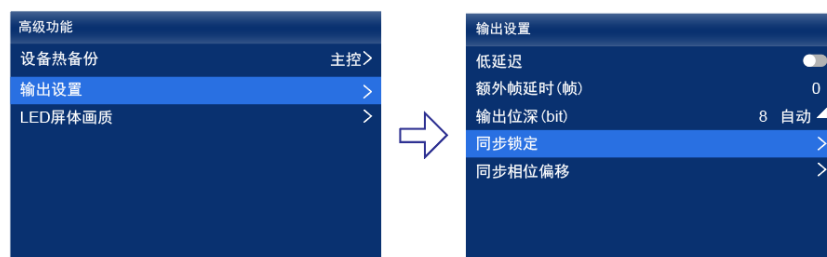 高级功能
设备热备份 主控>
输出设置 >
LED屏体画质 >
输出设置
低延迟
额外帧延时(帧) 0
输出位深(bit) 8 自动
同步锁定 >
同步相位偏移 >